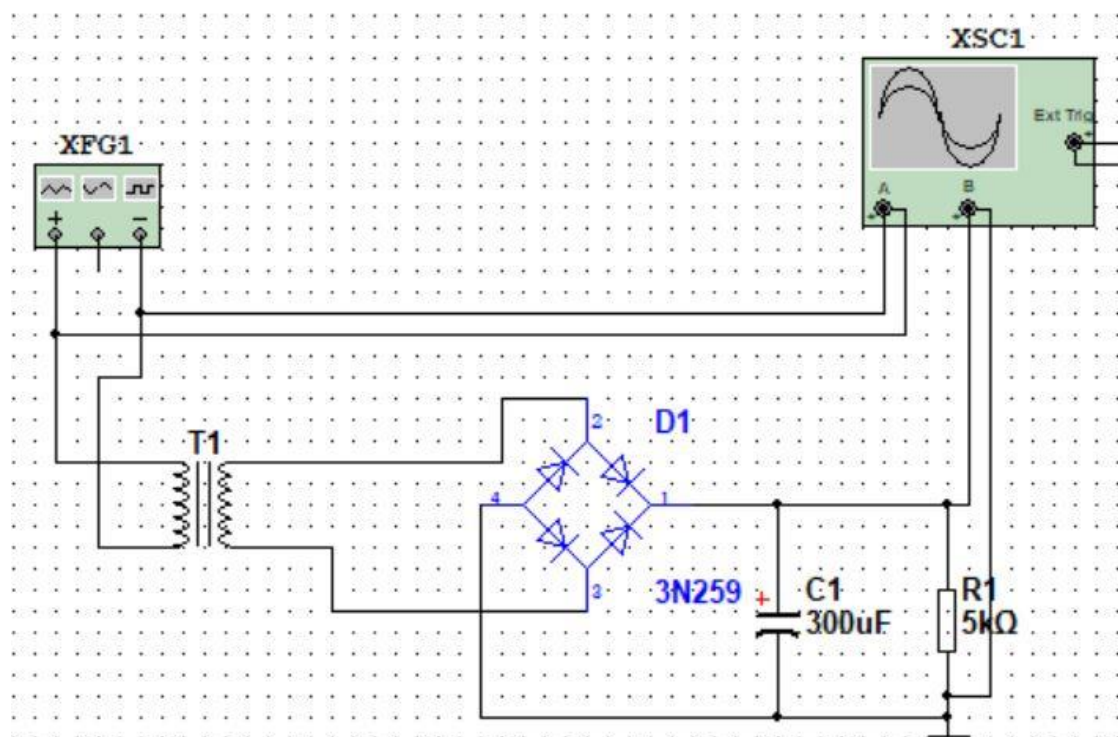 XSC1
Ext Trig
+
A
B
XFG1
+
−
T1
D1
2
4
1
3
3N259
+
C1
300uF
R1
5kΩ